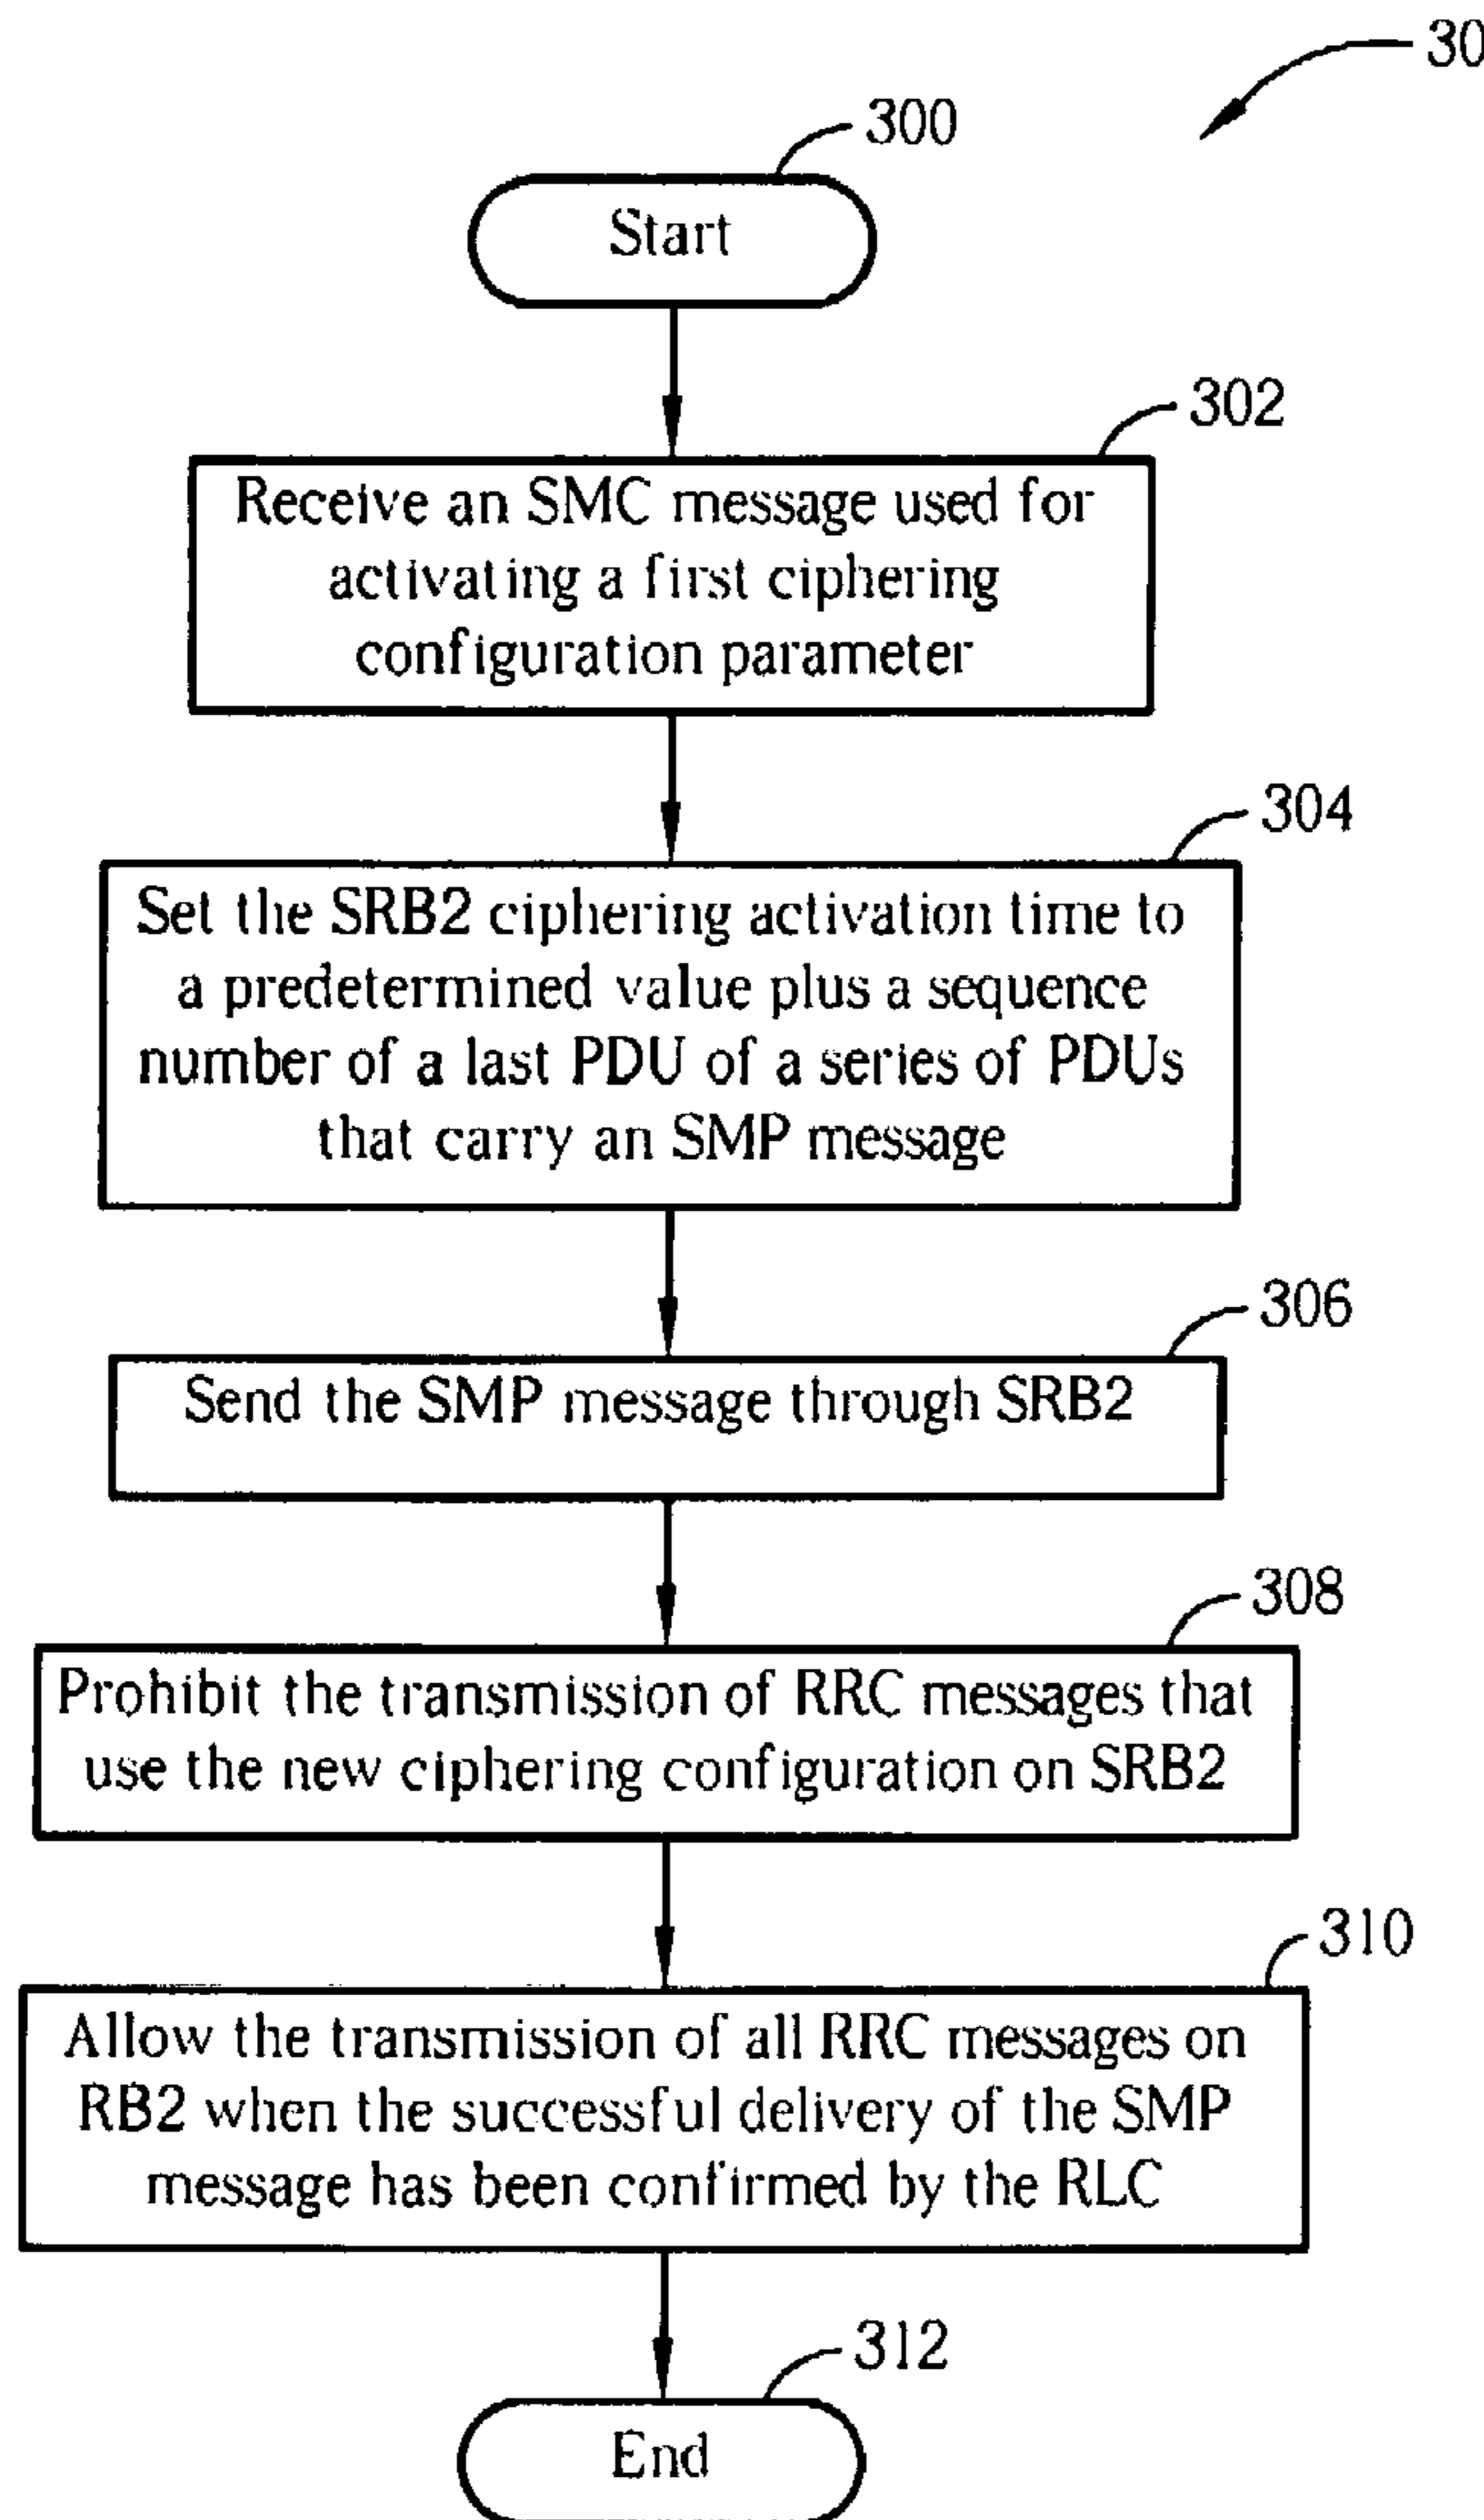 30
300
Start
302
Receive an SMC message used for
activating a first ciphering
configuration parameter
304
Set the SRB2 ciphering activation time to
a predetermined value plus a sequence
number of a last PDU of a series of PDUs
that carry an SMP message
306
Send the SMP message through SRB2
308
Prohibit the transmission of RRC messages that
use the new ciphering configuration on SRB2
310
Allow the transmission of all RRC messages on
RB2 when the successful delivery of the SMP
message has been confirmed by the RLC
312
End